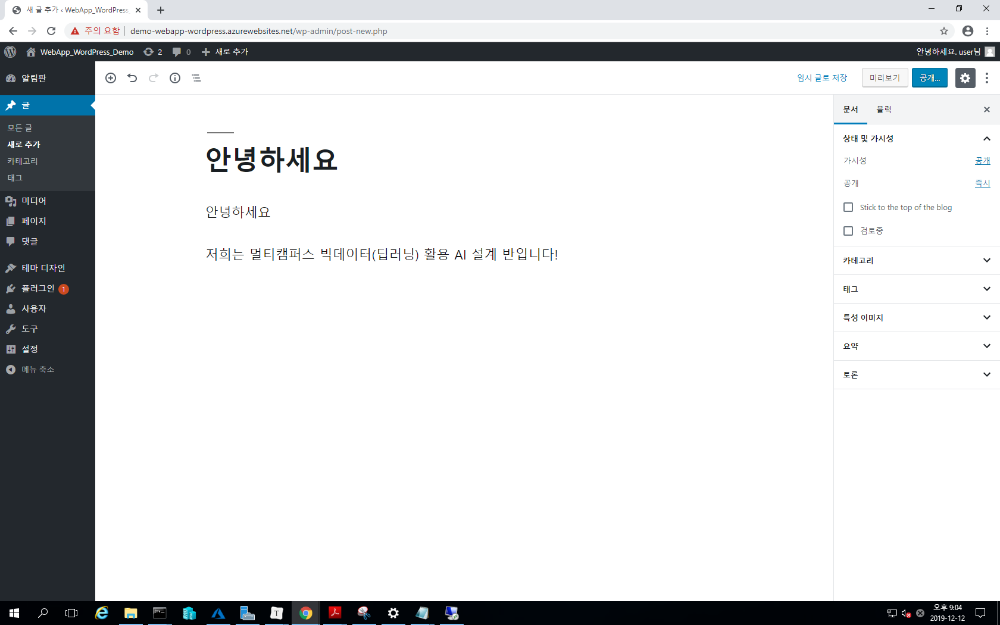 새 글 추가 ‹ WebApp_WordPress_
주의 요함 | demo-webapp-wordpress.azurewebsites.net/wp-admin/post-new.php
WebApp_WordPress_Demo 2 0 새로 추가 안녕하세요. user님
알림판
글
모든 글
새로 추가
카테고리
태그
미디어
페이지
댓글
테마 디자인
플러그인 1
사용자
도구
설정
메뉴 축소
임시 글로 저장 미리보기 공개...
안녕하세요
안녕하세요
저희는 멀티캠퍼스 빅데이터(딥러닝) 활용 AI 설계 반입니다!
문서 블럭
상태 및 가시성
가시성 공개
공개 즉시
Stick to the top of the blog
검토중
카테고리
태그
특성 이미지
요약
토론
오후 9:04
2019-12-12